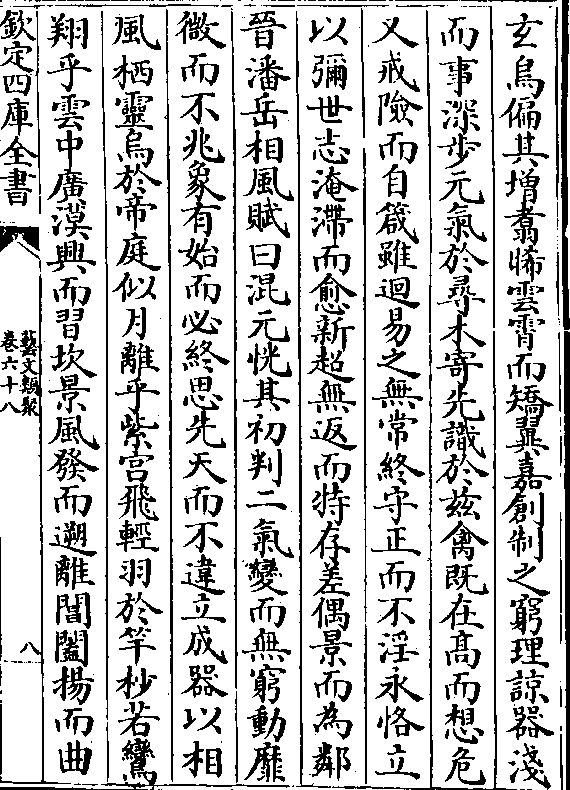 玄烏偏其增翥晞雲霄而矯翼嘉創制之窮理諒器淺
而事深步元氣於尋木寄先識於兹禽既在髙而想危
又戒險而自箴雖迴易之無常終守正而不淫永恪立
以彌世志淹滯而愈新超無返而特存差偶景而為鄰
晉潘岳相風賦曰混元恍其初判二氣變而無窮動靡
微而不兆象有始而必終思先天而不違立成器以相
風栖靈烏於帝庭似月離乎紫宫飛輕羽於竿杪若鸞
翔乎雲中廣漠興而習坎景風發而遡離閶闔揚而曲
欽定四庫全書
藝文類聚
卷六十八
八